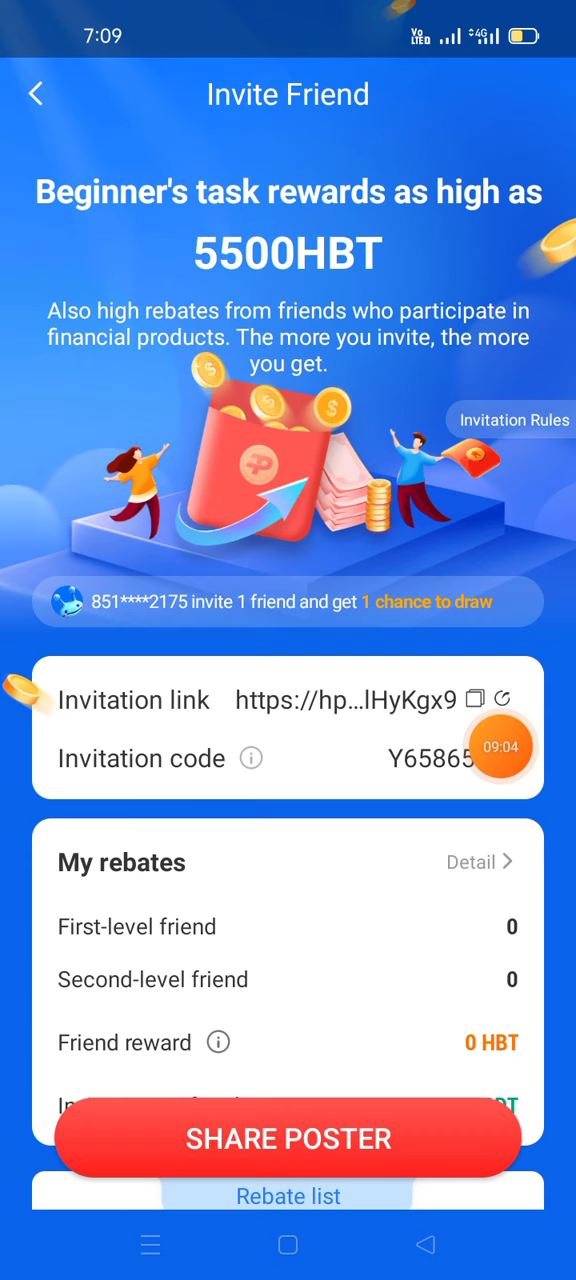 7:09
Vo
LTED
4G
Invite Friend
Beginner's task rewards as high as
5500HBT
Also high rebates from friends who participate in
financial products. The more you invite, the more
you get.
Invitation Rules
851****2175 invite 1 friend and get 1 chance to draw
Invitation link https://hp...lHyKgx9
Invitation code Y65865
09:04
My rebates Detail
First-level friend 0
Second-level friend 0
Friend reward 0 HBT
SHARE POSTER
Rebate list